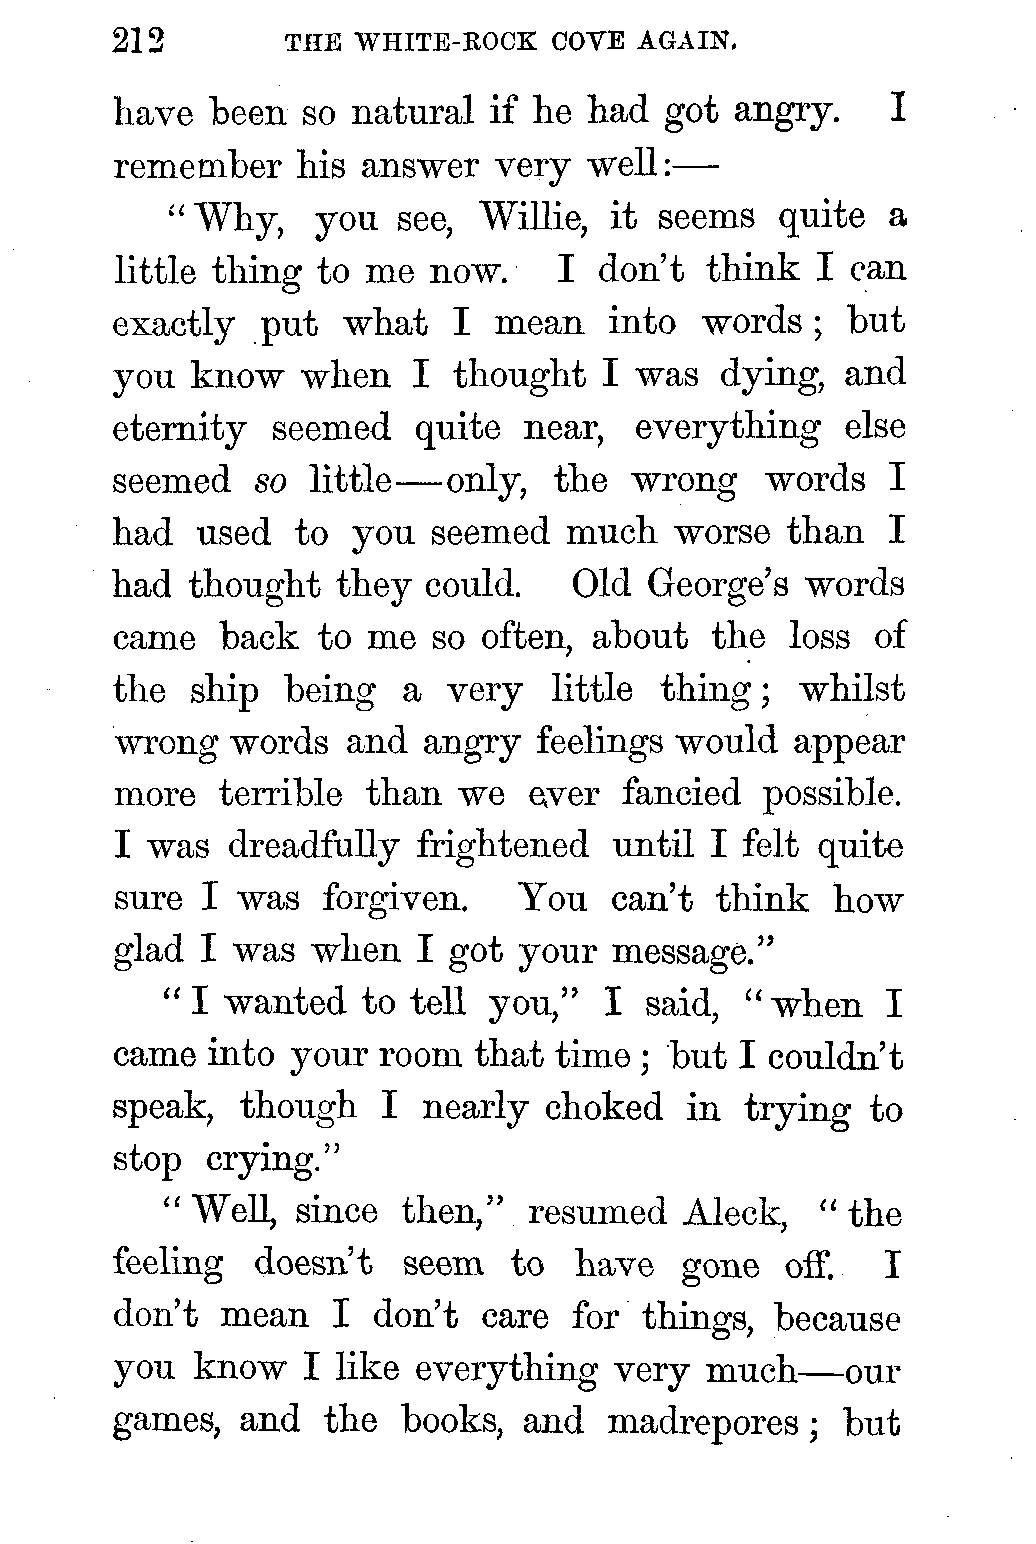 212 THE WHITE-ROCK COVE AGAIN.
have been so natural if he had got angry. I
remember his answer very well:—
"Why, you see, Willie, it seems quite a
little thing to me now. I don't think I can
exactly put what I mean into words; but
you know when I thought I was dying, and
eternity seemed quite near, everything else
seemed so little—only, the wrong words I
had used to you seemed much worse than I
had thought they could. Old George's words
came back to me so often, about the loss of
the ship being a very little thing; whilst
wrong words and angry feelings would appear
more terrible than we ever fancied possible.
I was dreadfully frightened until I felt quite
sure I was forgiven. You can't think how
glad I was when I got your message."
"I wanted to tell you," I said, "when I
came into your room that time; but I couldn't
speak, though I nearly choked in trying to
stop crying."
"Well, since then," resumed Aleck, "the
feeling doesn't seem to have gone off. I
don't mean I don't care for things, because
you know I like everything very much—our
games, and the books, and madrepores; but